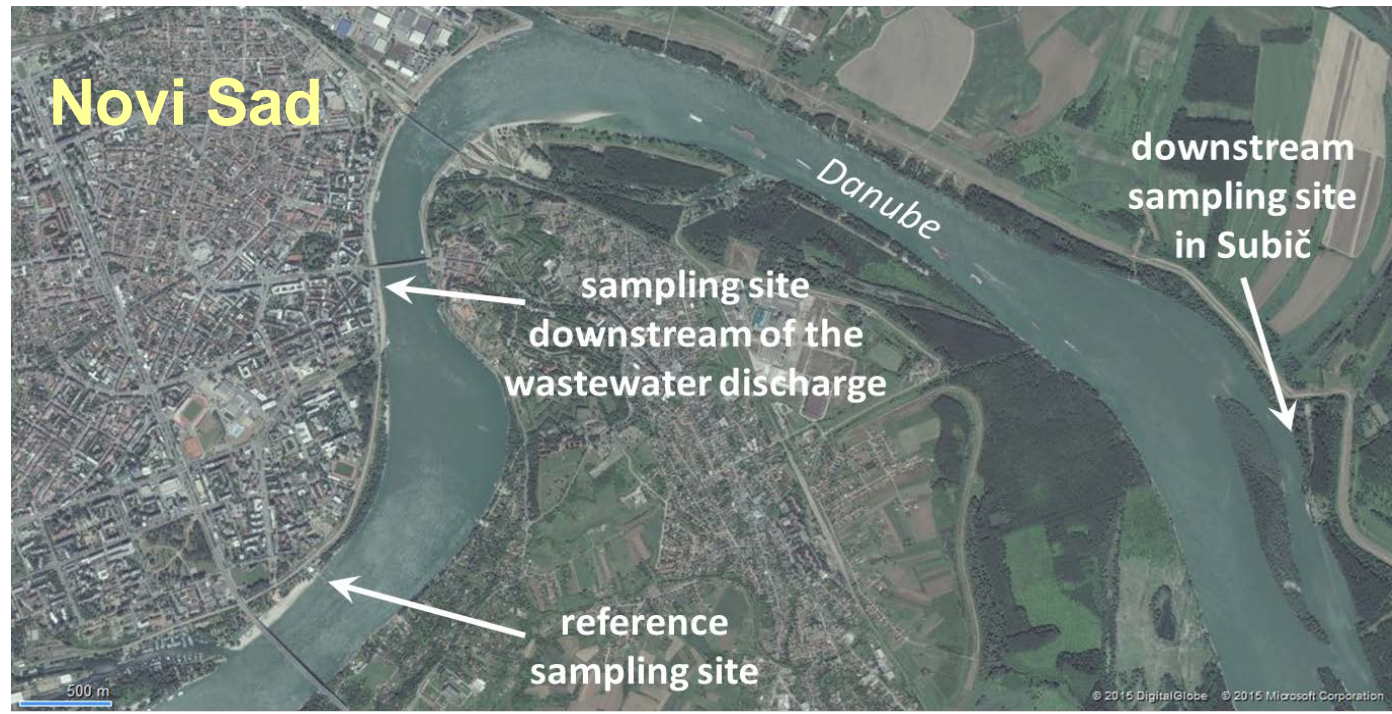 Novi Sad
Danube
downstream
sampling site
in Subič
sampling site
downstream of the
wastewater discharge
reference
sampling site
500 m
© 2015 DigitalGlobe © 2015 Microsoft Corporation